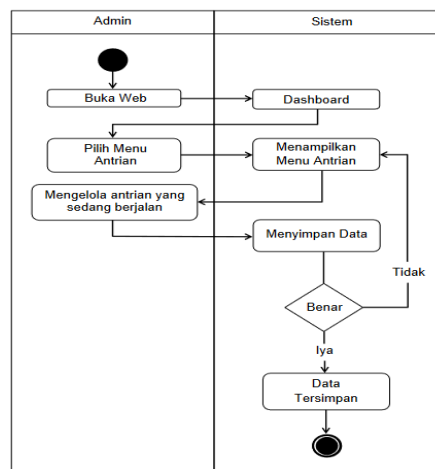 Admin
Sistem
Buka Web
Dashboard
Pilih Menu
Antrian
Menampilkan
Menu Antrian
Mengelola antrian yang
sedang berjalan
Menyimpan Data
Tidak
Benar
Iya
Data
Tersimpan